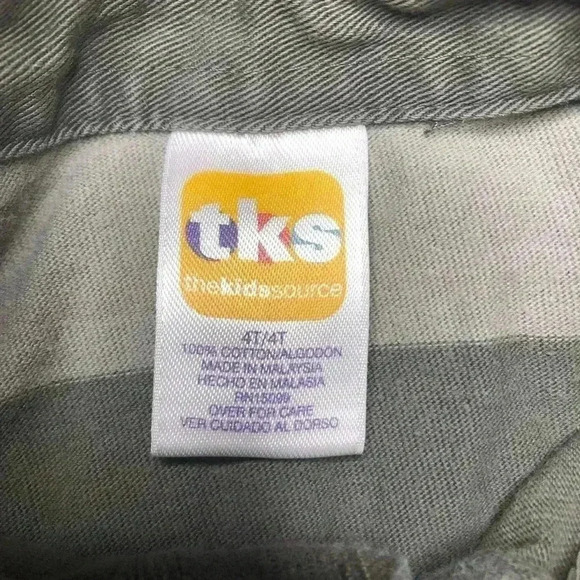 tks
thekidssource
4T/4T
100% COTTON/ALGODON
MADE IN MALAYSIA
HECHO EN MALASIA
RN15099
OVER FOR CARE
VER CUIDADO AL DORSO